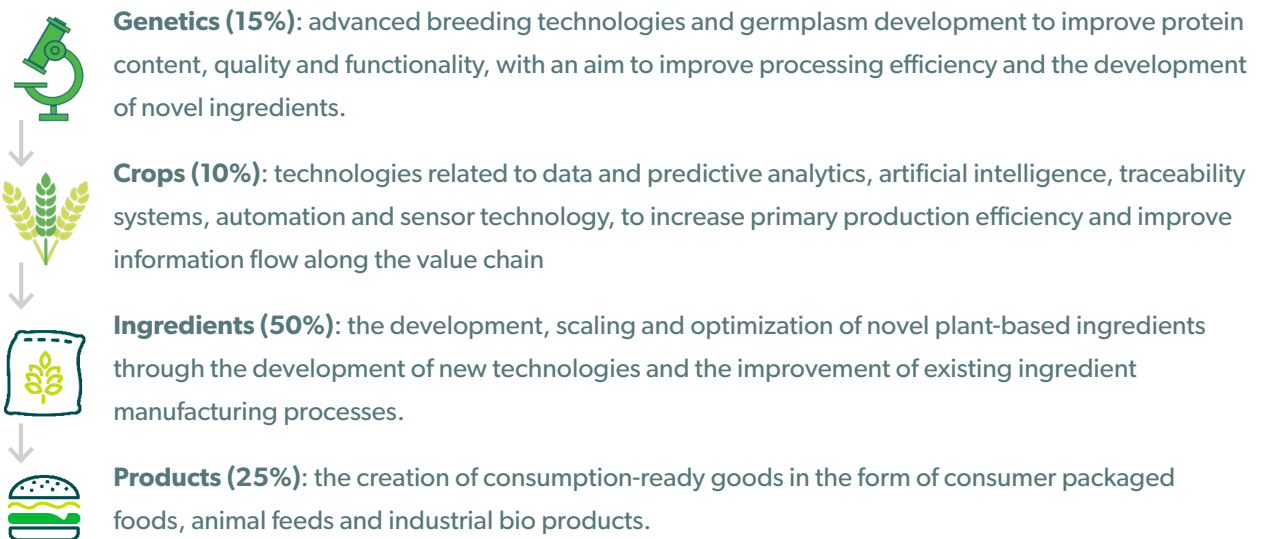 Genetics (15%): advanced breeding technologies and germplasm development to improve protein
content, quality and functionality, with an aim to improve processing efficiency and the development
of novel ingredients.
Crops (10%): technologies related to data and predictive analytics, artificial intelligence, traceability
systems, automation and sensor technology, to increase primary production efficiency and improve
information flow along the value chain
Ingredients (50%): the development, scaling and optimization of novel plant-based ingredients
through the development of new technologies and the improvement of existing ingredient
manufacturing processes.
Products (25%): the creation of consumption-ready goods in the form of consumer packaged
foods, animal feeds and industrial bio products.